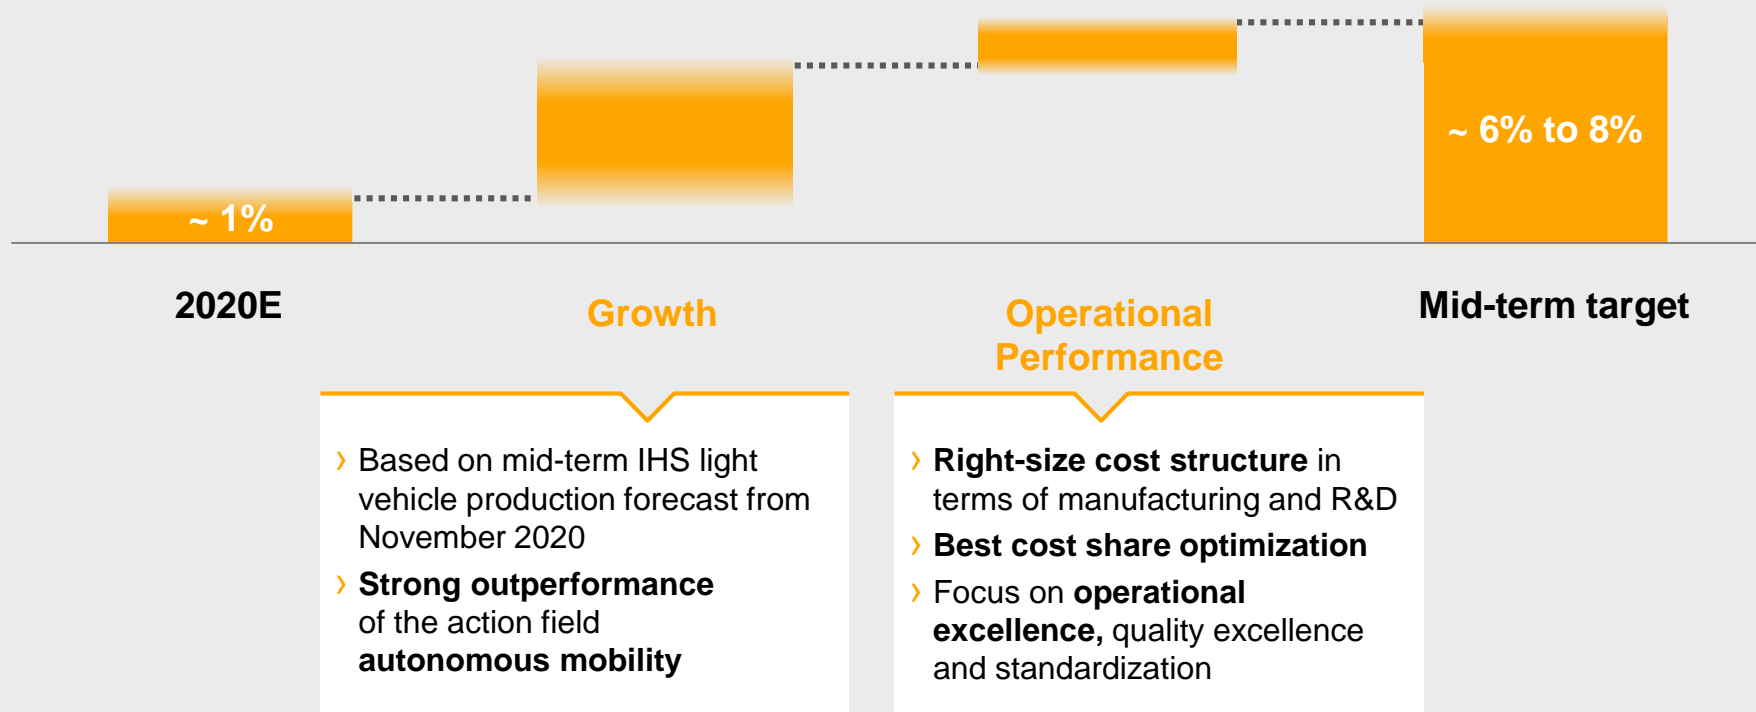 ~ 1%
~ 6% to 8%
2020E
Growth
Operational
Performance
Mid-term target
› Based on mid-term IHS light
vehicle production forecast from
November 2020
› Strong outperformance
of the action field
autonomous mobility
› Right-size cost structure in
terms of manufacturing and R&D
› Best cost share optimization
› Focus on operational
excellence, quality excellence
and standardization